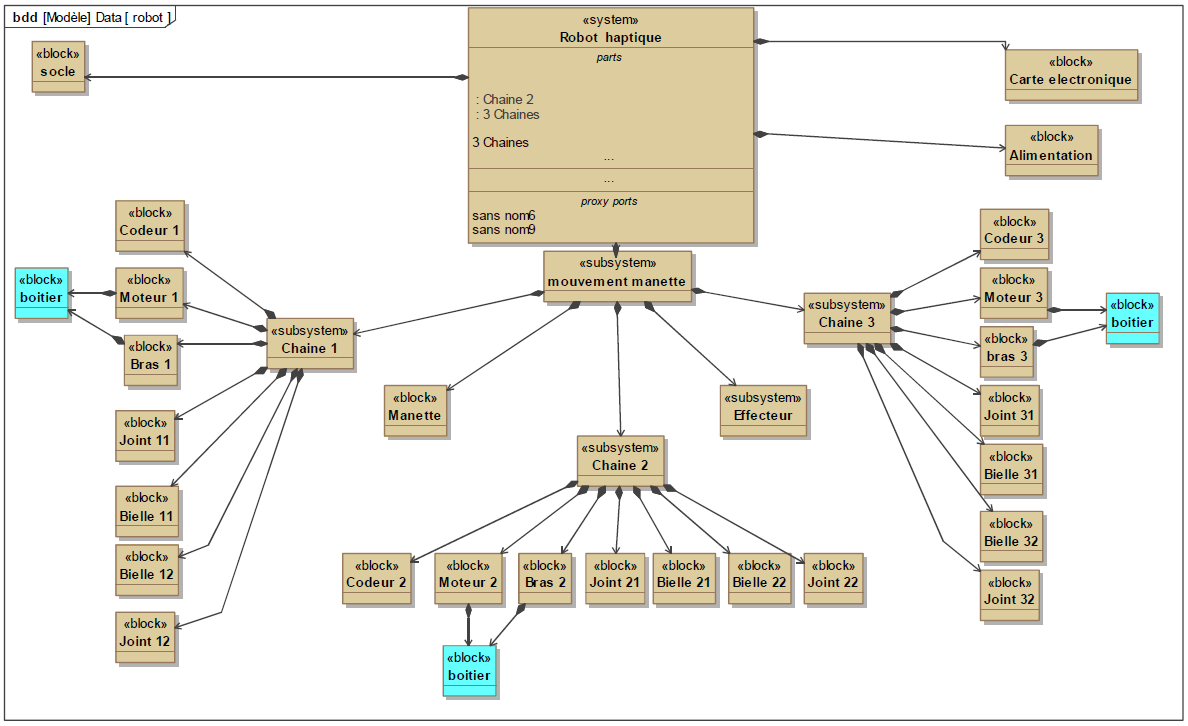 bdd [Modèle] Data [ robot ]
«system»
Robot haptique
parts
: Chaine 2
: 3 Chaines
3 Chaines
...
...
proxy ports
sans nom6
sans nom9
«block»
socle
«block»
Carte electronique
«block»
Alimentation
«subsystem»
mouvement manette
«block»
Codeur 1
«block»
boitier
«block»
Moteur 1
«block»
Bras 1
«subsystem»
Chaine 1
«block»
Joint 11
«block»
Bielle 11
«block»
Bielle 12
«block»
Joint 12
«block»
Manette
«subsystem»
Effecteur
«subsystem»
Chaine 2
«block»
Codeur 2
«block»
Moteur 2
«block»
Bras 2
«block»
Joint 21
«block»
Bielle 21
«block»
Bielle 22
«block»
Joint 22
«block»
boitier
«subsystem»
Chaine 3
«block»
Codeur 3
«block»
Moteur 3
«block»
boitier
«block»
bras 3
«block»
Joint 31
«block»
Bielle 31
«block»
Bielle 32
«block»
Joint 32